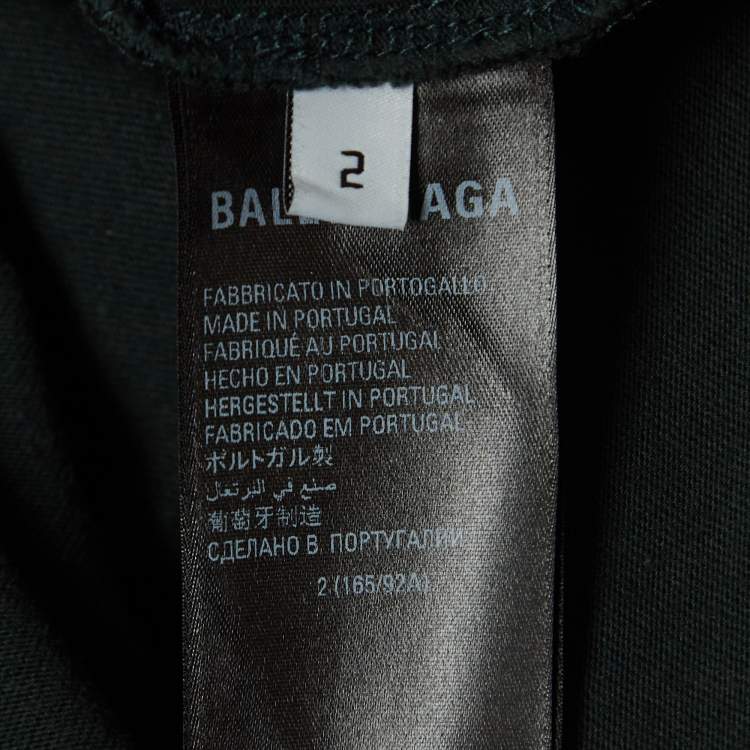 2
BAL AGA
FABBRICATO IN PORTOGALLO
MADE IN PORTUGAL
FABRIQUÉ AU PORTUGAL
HECHO EN PORTUGAL
HERGESTELLT IN PORTUGAL
FABRICADO EM PORTUGAL
ポルトガル製
صنع في البرتغال
葡萄牙制造
СДЕЛАНО В ПОРТУГАЛИИ
2 (165/92A)